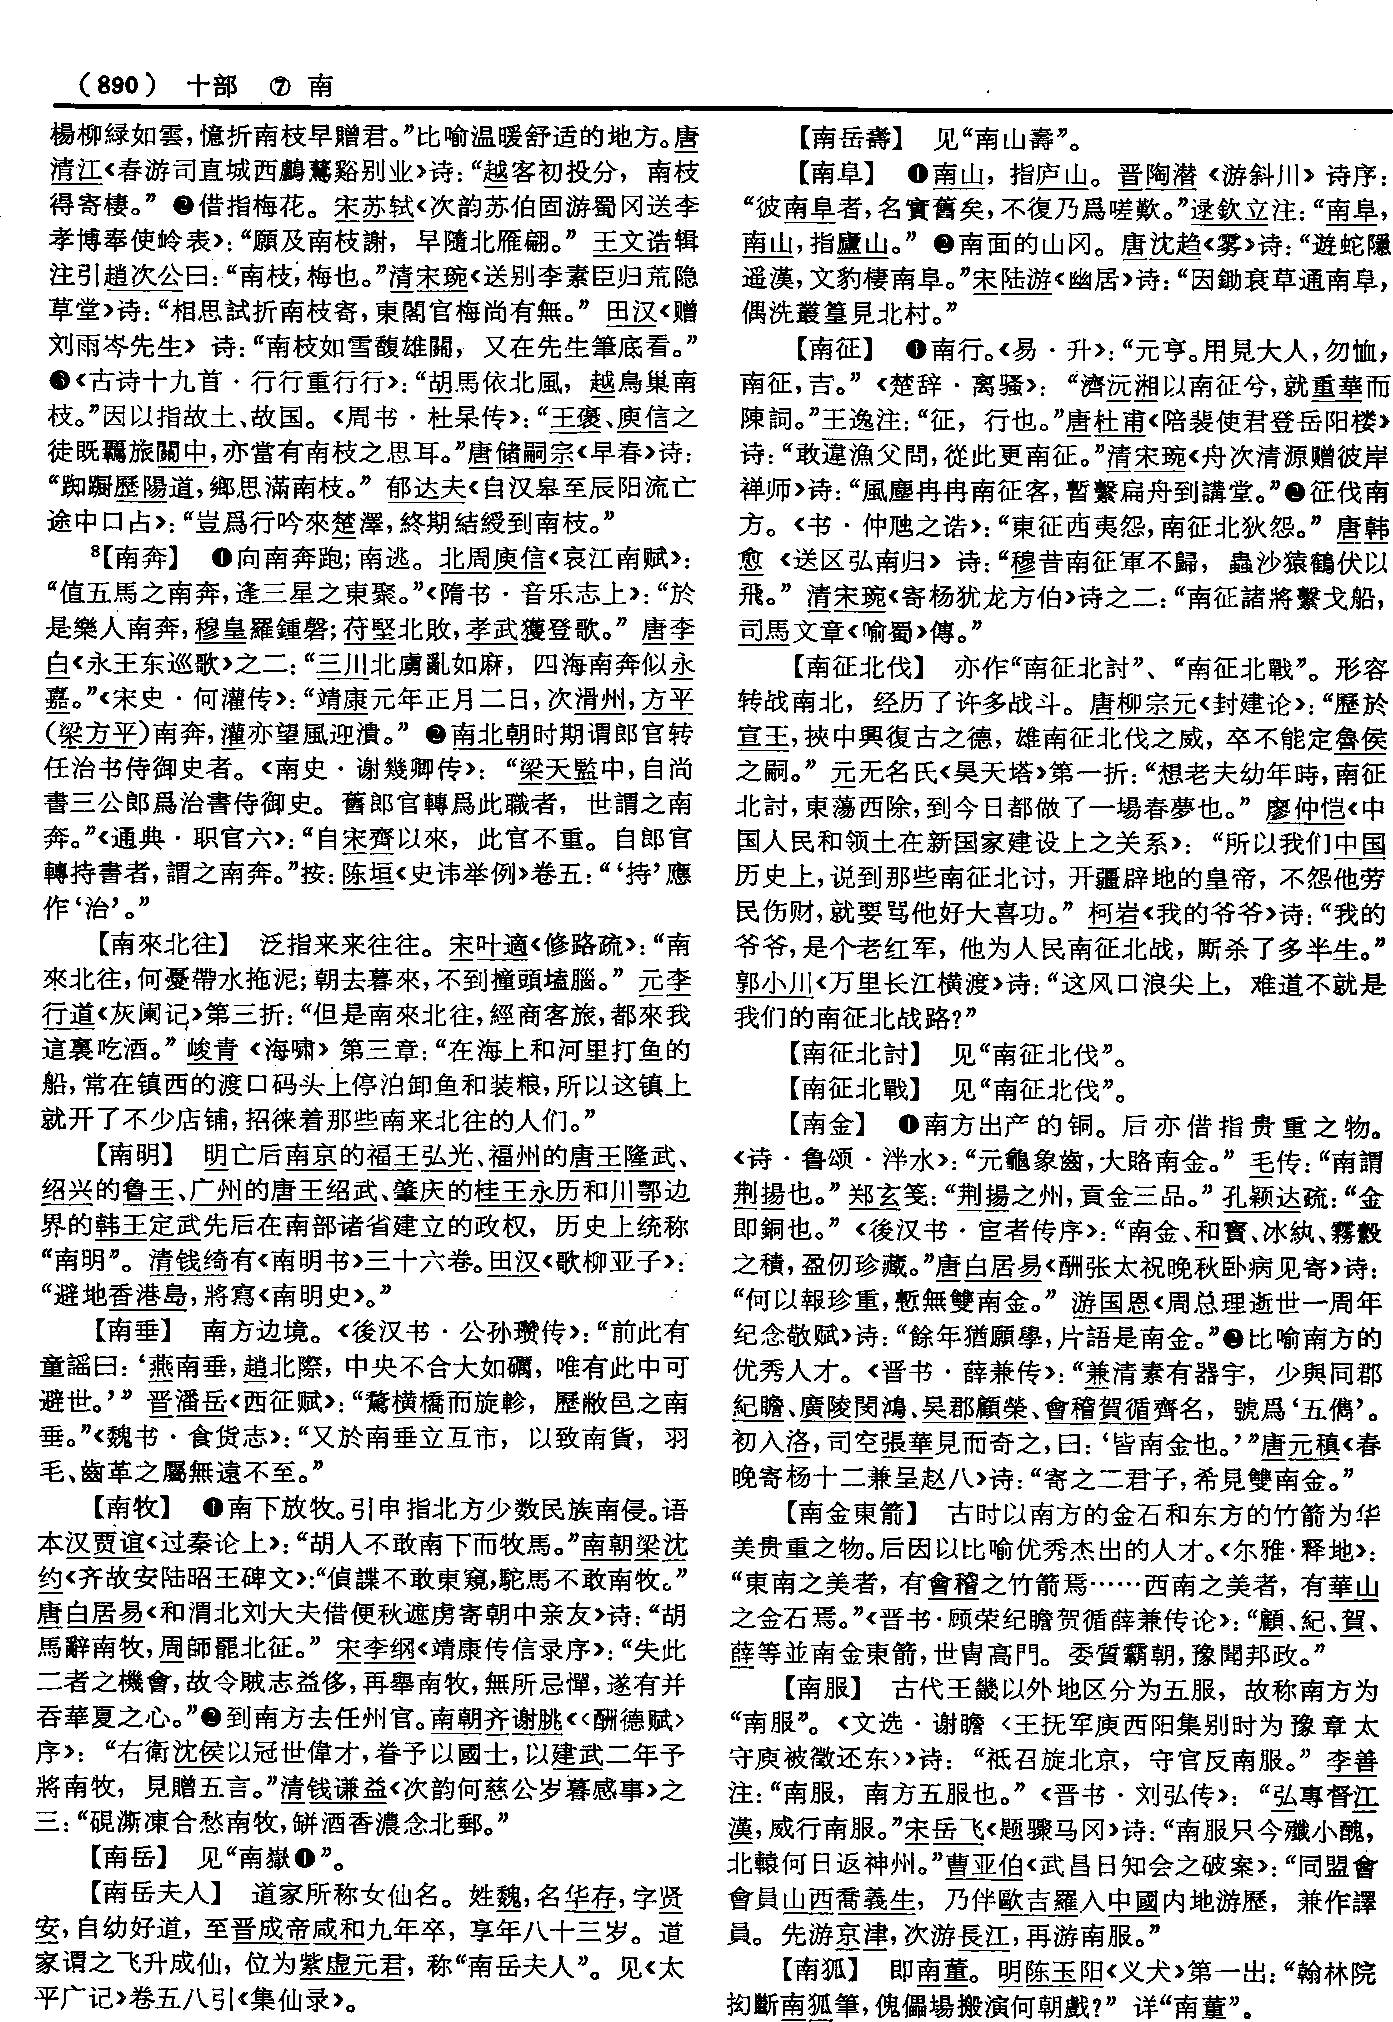 （890） 十部 ⑦ 南
楊柳緑如雲，憶折南枝早贈君。”比喻温暖舒适的地方。唐
清江《春游司直城西鸕鶿谿别业》诗：“越客初投分，南枝
得寄棲。” ❷借指梅花。宋苏轼《次韵苏伯固游蜀冈送李
孝博奉使岭表》：“願及南枝謝，早隨北雁翩。” 王文诰辑
注引趙次公曰：“南枝，梅也。”清宋琬《送别李素臣归荒隐
草堂》诗：“相思試折南枝寄，東閣官梅尚有無。” 田汉《赠
刘雨岑先生》诗：“南枝如雪馥雄關，又在先生筆底看。”
❸《古诗十九首·行行重行行》：“胡馬依北風，越鳥巢南
枝。”因以指故土、故国。《周书·杜杲传》：“王褒、庾信之
徒既羈旅關中，亦當有南枝之思耳。”唐储嗣宗《早春》诗：
“踟蹰歷陽道，鄉思滿南枝。” 郁达夫《自汉皋至辰阳流亡
途中口占》：“豈爲行吟來楚澤，終期結綬到南枝。”
8【南奔】 ❶向南奔跑；南逃。北周庾信《哀江南赋》：
“值五馬之南奔，逢三星之東聚。”《隋书·音乐志上》：“於
是樂人南奔，穆皇羅鍾磬；苻堅北敗，孝武獲登歌。” 唐李
白《永王东巡歌》之二：“三川北虜亂如麻，四海南奔似永
嘉。”《宋史·何灌传》：“靖康元年正月二日，次滑州，方平
（梁方平）南奔，灌亦望風迎潰。” ❷南北朝时期谓郎官转
任治书侍御史者。《南史·谢幾卿传》：“梁天監中，自尚
書三公郎爲治書侍御史。舊郎官轉爲此職者，世謂之南
奔。”《通典·职官六》：“自宋齊以來，此官不重。自郎官
轉持書者，謂之南奔。”按：陈垣《史讳举例》卷五：“‘持’應
作‘治’。”
【南來北往】 泛指来来往往。宋叶適《修路疏》：“南
來北往，何憂帶水拖泥；朝去暮來，不到撞頭墙腦。” 元李
行道《灰阑记》第三折：“但是南來北往，經商客旅，都來我
這裏吃酒。” 峻青《海啸》第三章：“在海上和河里打鱼的
船，常在镇西的渡口码头上停泊卸鱼和装粮，所以这镇上
就开了不少店铺，招徕着那些南来北往的人们。”
【南明】 明亡后南京的福王弘光、福州的唐王隆武、
绍兴的鲁王、广州的唐王绍武、肇庆的桂王永历和川鄂边
界的韩王定武先后在南部诸省建立的政权，历史上统称
“南明”。清钱绮有《南明书》三十六卷。田汉《歌柳亚子》：
“避地香港島，將寫《南明史》。”
【南垂】 南方边境。《後汉书·公孙瓒传》：“前此有
童謡曰：‘燕南垂，趙北際，中央不合大如礪，唯有此中可
避世。’” 晋潘岳《西征赋》：“騖横橋而旋軫，歷敝邑之南
垂。”《魏书·食货志》：“又於南垂立互市，以致南貨，羽
毛、齒革之屬無遠不至。”
【南牧】 ❶南下放牧。引申指北方少数民族南侵。语
本汉贾谊《过秦论上》：“胡人不敢南下而牧馬。”南朝梁沈
约《齐故安陆昭王碑文》：“偵諜不敢東窺，駝馬不敢南牧。”
唐白居易《和渭北刘大夫借便秋遮虏寄朝中亲友》诗：“胡
馬辭南牧，周師罷北征。” 宋李纲《靖康传信录序》：“失此
二者之機會，故令賊志益侈，再舉南牧，無所忌憚，遂有并
吞華夏之心。”❷到南方去任州官。南朝齐谢朓《〈酬德赋〉
序》：“右衛沈侯以冠世偉才，眷予以國士，以建武二年予
將南牧，見贈五言。”清钱谦益《次韵何慈公岁暮感事》之
三：“硯澌凍合愁南牧，缾酒香濃念北郵。”
【南岳】 见“南嶽❶”。
【南岳夫人】 道家所称女仙名。姓魏，名华存，字贤
安，自幼好道，至晋成帝咸和九年卒，享年八十三岁。道
家谓之飞升成仙，位为紫虚元君，称“南岳夫人”。见《太
平广记》卷五八引《集仙录》。
【南岳壽】 见“南山壽”。
【南阜】 ❶南山，指庐山。晋陶潜《游斜川》诗序：
“彼南阜者，名實舊矣，不復乃爲嗟歎。”逯欽立注：“南阜，
南山，指廬山。” ❷南面的山冈。唐沈趋《雾》诗：“遊蛇隱
遥漢，文豹棲南阜。”宋陆游《幽居》诗：“因鋤衰草通南阜，
偶洗叢篁見北村。”
【南征】 ❶南行。《易·升》：“元亨。用見大人，勿恤，
南征，吉。”《楚辞·离骚》：“濟沅湘以南征兮，就重華而
陳詞。”王逸注：“征，行也。”唐杜甫《陪裴使君登岳阳楼》
诗：“敢違漁父問，從此更南征。”清宋琬《舟次清源赠彼岸
禅师》诗：“風塵冉冉南征客，暫繫扁舟到講堂。”❷征伐南
方。《书·仲虺之诰》：“東征西夷怨，南征北狄怨。” 唐韩
愈《送区弘南归》诗：“穆昔南征軍不歸，蟲沙猿鶴伏以
飛。” 清宋琬《寄杨犹龙方伯》诗之二：“南征諸將繫戈船，
司馬文章《喻蜀》傳。”
【南征北伐】 亦作“南征北討”、“南征北戰”。形容
转战南北，经历了许多战斗。唐柳宗元《封建论》：“歷於
宣王，挾中興復古之德，雄南征北伐之威，卒不能定魯侯
之嗣。” 元无名氏《昊天塔》第一折：“想老夫幼年時，南征
北討，東蕩西除，到今日都做了一場春夢也。” 廖仲恺《中
国人民和领土在新国家建设上之关系》：“所以我们中国
历史上，说到那些南征北讨，开疆辟地的皇帝，不怨他劳
民伤财，就要骂他好大喜功。” 柯岩《我的爷爷》诗：“我的
爷爷，是个老红军，他为人民南征北战，厮杀了多半生。”
郭小川《万里长江横渡》诗：“这风口浪尖上，难道不就是
我们的南征北战路？”
【南征北討】 见“南征北伐”。
【南征北戰】 见“南征北伐”。
【南金】 ❶南方出产的铜。后亦借指贵重之物。
《诗·鲁颂·泮水》：“元龜象齒，大賂南金。” 毛传：“南謂
荆揚也。” 郑玄笺：“荆揚之州，貢金三品。” 孔颖达疏：“金
即銅也。”《後汉书·宦者传序》：“南金、和寶、冰紈、霧縠
之積，盈仞珍藏。”唐白居易《酬张太祝晚秋卧病见寄》诗：
“何以報珍重，慙無雙南金。” 游国恩《周总理逝世一周年
纪念敬赋》诗：“餘年猶願學，片語是南金。”❷比喻南方的
优秀人才。《晋书·薛兼传》：“兼清素有器宇，少與同郡
紀瞻、廣陵閔鴻、吴郡顧榮、會稽賀循齊名，號爲‘五儁’。
初入洛，司空張華見而奇之，曰：‘皆南金也。’”唐元稹《春
晚寄杨十二兼呈赵八》诗：“寄之二君子，希見雙南金。”
【南金東箭】 古时以南方的金石和东方的竹箭为华
美贵重之物。后因以比喻优秀杰出的人才。《尔雅·释地》：
“東南之美者，有會稽之竹箭焉……西南之美者，有華山
之金石焉。”《晋书·顾荣纪瞻贺循薛兼传论》：“顧、紀、賀、
薛等並南金東箭，世胄高門。委質霸朝，豫聞邦政。”
【南服】 古代王畿以外地区分为五服，故称南方为
“南服”。《文选·谢瞻〈王抚军庾西阳集别时为豫章太
守庾被徵还东〉》诗：“祗召旋北京，守官反南服。” 李善
注：“南服，南方五服也。”《晋书·刘弘传》：“弘專督江
漢，威行南服。”宋岳飞《题骤马冈》诗：“南服只今殲小醜，
北轅何日返神州。”曹亚伯《武昌日知会之破案》：“同盟會
會員山西喬義生，乃伴歐吉羅入中國内地游歷，兼作譯
員。先游京津，次游長江，再游南服。”
【南狐】 即南董。明陈玉阳《义犬》第一出：“翰林院
拗斷南狐筆，傀儡場搬演何朝戲？” 详“南董”。